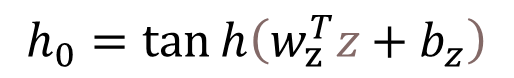 h₀ = tan h(w_z^T z + b_z)